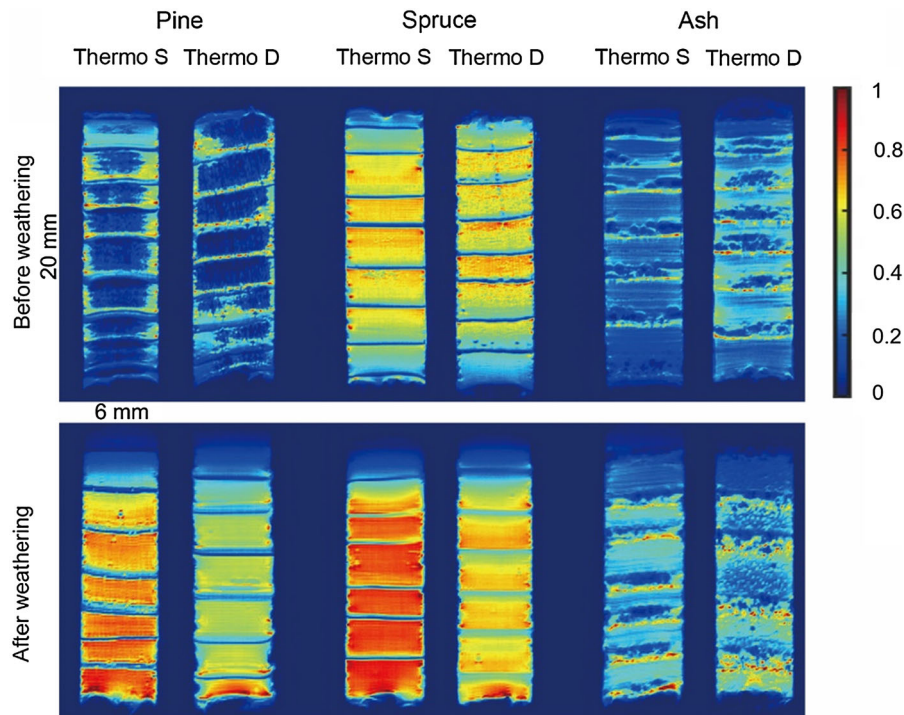 Pine Spruce Ash
Thermo S Thermo D Thermo S Thermo D Thermo S Thermo D
Before weathering
20 mm
1
0.8
0.6
0.4
0.2
0
6 mm
After weathering